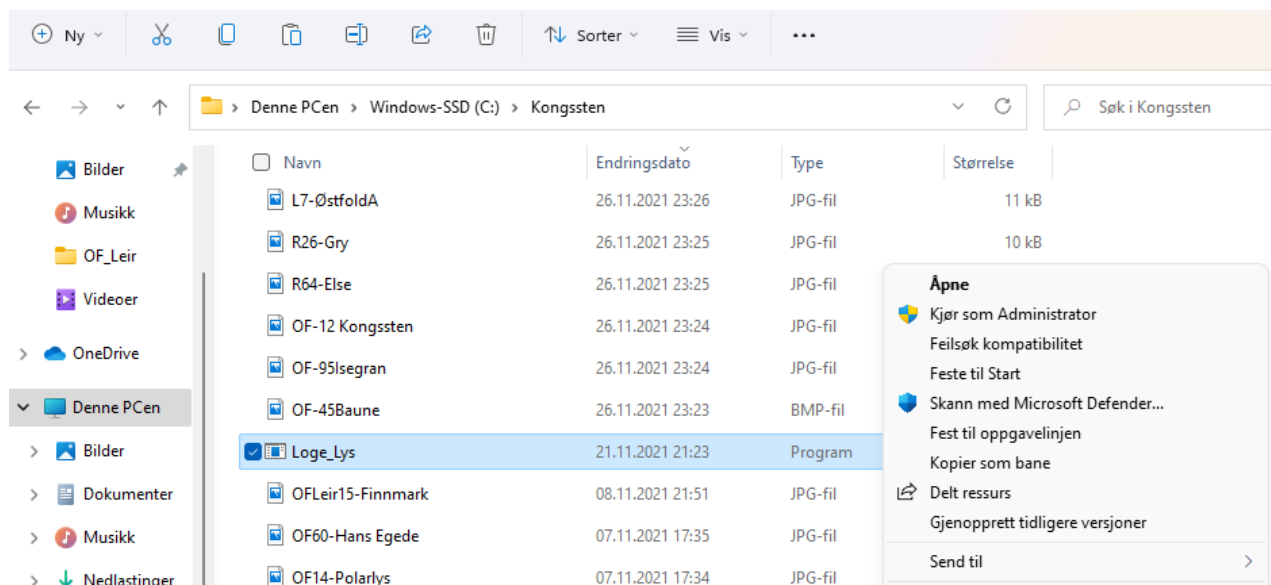 Ny
Sorter
Vis
Denne PCen > Windows-SSD (C:) > Kongssten
Søk i Kongssten
Bilder
Musikk
OF_Leir
Videoer
OneDrive
Denne PCen
Bilder
Dokumenter
Musikk
Nedlastinger
Navn Endringsdato Type Størrelse
L7-ØstfoldA 26.11.2021 23:26 JPG-fil 11 kB
R26-Gry 26.11.2021 23:25 JPG-fil 10 kB
R64-Else 26.11.2021 23:25 JPG-fil
OF-12 Kongssten 26.11.2021 23:24 JPG-fil
OF-95Isegran 26.11.2021 23:24 JPG-fil
OF-45Baune 26.11.2021 23:23 BMP-fil
Loge_Lys 21.11.2021 21:23 Program
OFLeir15-Finnmark 08.11.2021 21:51 JPG-fil
OF60-Hans Egede 07.11.2021 17:35 JPG-fil
OF14-Polarlys 07.11.2021 17:34 JPG-fil
Åpne
Kjør som Administrator
Feilsøk kompatibilitet
Feste til Start
Skann med Microsoft Defender...
Fest til oppgavelinjen
Kopier som bane
Delt ressurs
Gjenopprett tidligere versjoner
Send til